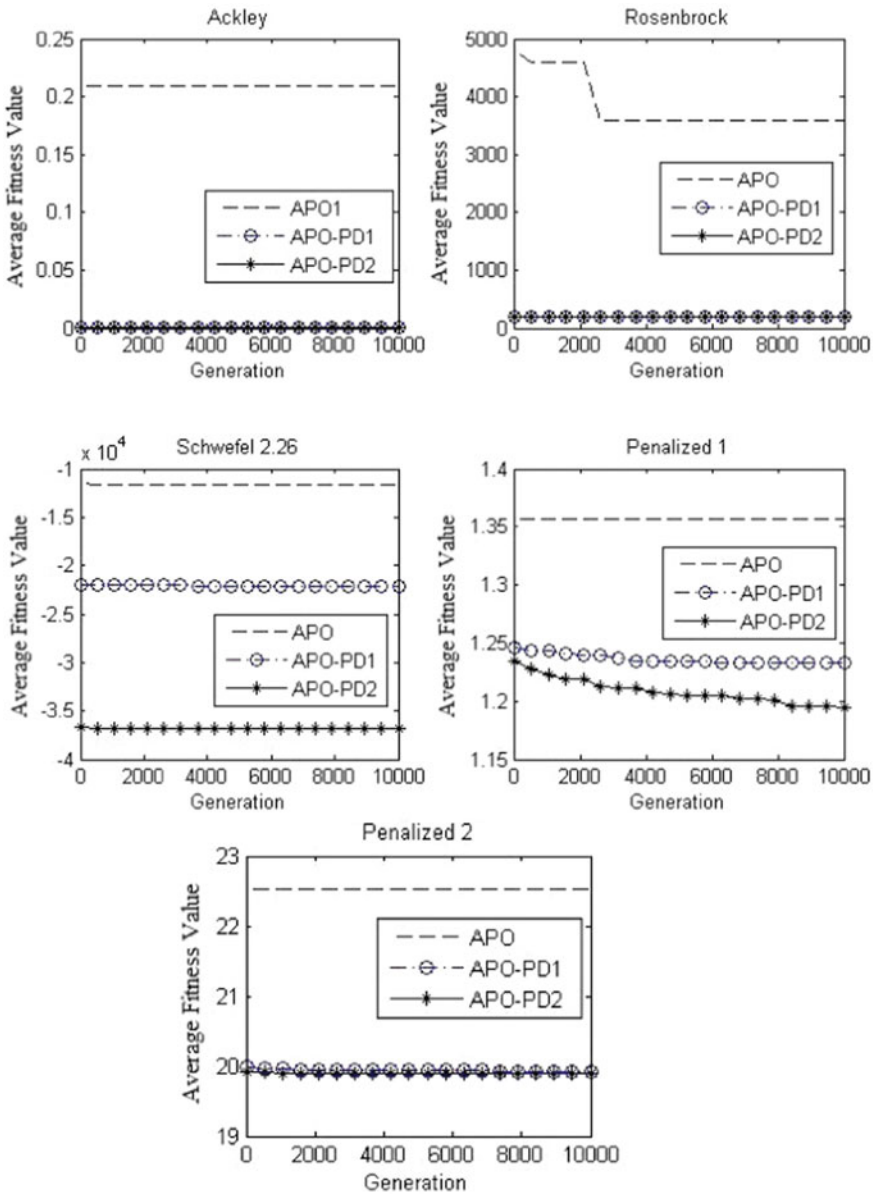 Ackley
Average Fitness Value
0.25
0.2
0.15
0.1
0.05
0
0 2000 4000 6000 8000 10000
Generation
APO1
APO-PD1
APO-PD2
Rosenbrock
Average Fitness Value
5000
4000
3000
2000
1000
0
0 2000 4000 6000 8000 10000
Generation
APO
APO-PD1
APO-PD2
Schwefel 2.26
x 10^4
Average Fitness Value
-1
-1.5
-2
-2.5
-3
-3.5
-4
0 2000 4000 6000 8000 10000
Generation
APO
APO-PD1
APO-PD2
Penalized 1
Average Fitness Value
1.4
1.35
1.3
1.25
1.2
1.15
0 2000 4000 6000 8000 10000
Generation
APO
APO-PD1
APO-PD2
Penalized 2
Average Fitness Value
23
22
21
20
19
0 2000 4000 6000 8000 10000
Generation
APO
APO-PD1
APO-PD2